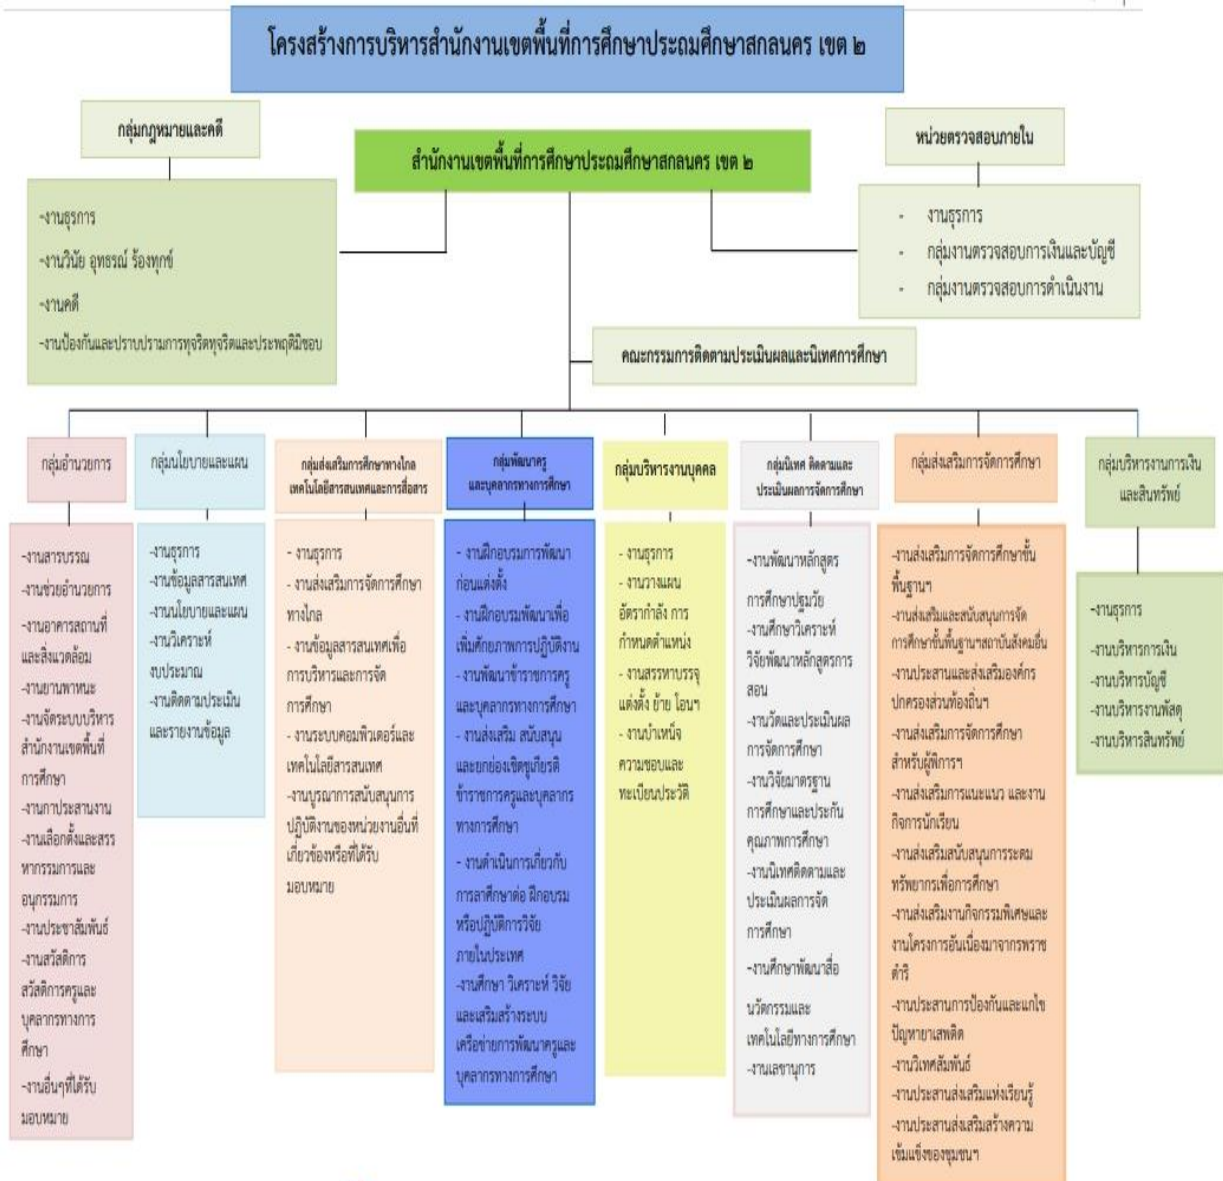 โครงสร้างการบริหารสำนักงานเขตพื้นที่การศึกษาประถมศึกษาสกลนคร เขต ๒
กลุ่มกฎหมายและคดี
สำนักงานเขตพื้นที่การศึกษาประถมศึกษาสกลนคร เขต ๒
หน่วยตรวจสอบภายใน
-งานธุรการ
-งานวินัย อุทธรณ์ ร้องทุกข์
-งานคดี
-งานป้องกันและปราบปรามการทุจริตทุจริตและประพฤติมิชอบ
- งานธุรการ
- กลุ่มงานตรวจสอบการเงินและบัญชี
- กลุ่มงานตรวจสอบการดำเนินงาน
คณะกรรมการติดตามประเมินผลและนิเทศการศึกษา
กลุ่มอำนวยการ
-งานสารบรรณ
-งานช่วยอำนวยการ
-งานอาคารสถานที่
และสิ่งแวดล้อม
-งานยานพาหนะ
-งานจัดระบบบริหาร
สำนักงานเขตพื้นที่
การศึกษา
-งานกาประสานงาน
-งานเลือกตั้งและสรร
หากรรมการและ
อนุกรรมการ
-งานประชาสัมพันธ์
-งานสวัสดิการ
สวัสดิการครูและ
บุคลากรทางการ
ศึกษา
-งานอื่นๆที่ได้รับ
มอบหมาย
กลุ่มนโยบายและแผน
-งานธุรการ
-งานข้อมูลสารสนเทศ
-งานนโยบายและแผน
-งานวิเคราะห์
งบประมาณ
-งานติดตามประเมิน
และรายงานข้อมูล
กลุ่มส่งเสริมการศึกษาทางไกล
เทคโนโลยีสารสนเทศและการสื่อสาร
- งานธุรการ
- งานส่งเสริมการจัดการศึกษา
ทางไกล
- งานข้อมูลสารสนเทศเพื่อ
การบริหารและการจัด
การศึกษา
- งานระบบคอมพิวเตอร์และ
เทคโนโลยีสารสนเทศ
-งานบูรณาการสนับสนุนการ
ปฏิบัติงานของหน่วยงานอื่นที่
เกี่ยวข้องหรือที่ได้รับ
มอบหมาย
กลุ่มพัฒนาครู
และบุคลากรทางการศึกษา
- งานฝึกอบรมการพัฒนา
ก่อนแต่งตั้ง
- งานฝึกอบรมพัฒนาเพื่อ
เพิ่มศักยภาพการปฏิบัติงาน
-งานพัฒนาข้าราชการครู
และบุคลากรทางการศึกษา
- งานส่งเสริม สนับสนุน
และยกย่องเชิดชูเกียรติ
ข้าราชการครูและบุคลากร
ทางการศึกษา
- งานดำเนินการเกี่ยวกับ
การลาศึกษาต่อ ฝึกอบรม
หรือปฏิบัติการวิจัย
ภายในประเทศ
-งานศึกษา วิเคราะห์ วิจัย
และเสริมสร้างระบบ
เครือข่ายการพัฒนาครูและ
บุคลากรทางการศึกษา
กลุ่มบริหารงานบุคคล
- งานธุรการ
- งานวางแผน
อัตรากำลัง การ
กำหนดตำแหน่ง
- งานสรรหาบรรจุ
แต่งตั้ง ย้าย โอนฯ
- งานบำเหน็จ
ความชอบและ
ทะเบียนประวัติ
กลุ่มนิเทศ ติดตามและ
ประเมินผลการจัดการศึกษา
-งานพัฒนาหลักสูตร
การศึกษาปฐมวัย
-งานศึกษาวิเคราะห์
วิจัยพัฒนาหลักสูตรการ
สอน
-งานวัดและประเมินผล
การจัดการศึกษา
-งานวิจัยมาตรฐาน
การศึกษาและประกัน
คุณภาพการศึกษา
-งานนิเทศติดตามและ
ประเมินผลการจัด
การศึกษา
-งานศึกษาพัฒนาสื่อ
นวัตกรรมและ
เทคโนโลยีทางการศึกษา
-งานเลขานุการ
กลุ่มส่งเสริมการจัดการศึกษา
-งานส่งเสริมการจัดการศึกษาขั้น
พื้นฐานฯ
-งานส่งเสริมและสนับสนุนการจัด
การศึกษาขั้นพื้นฐานฯสถาบันสังคมอื่น
-งานประสานและส่งเสริมองค์กร
ปกครองส่วนท้องถิ่นฯ
-งานส่งเสริมการจัดการศึกษา
สำหรับผู้พิการฯ
-งานส่งเสริมการแนะแนว และงาน
กิจการนักเรียน
-งานส่งเสริมสนับสนุนการระดม
ทรัพยากรเพื่อการศึกษา
-งานส่งเสริมงานกิจกรรมพิเศษและ
งานโครงการอันเนื่องมาจากรพราช
ดำริ
-งานประสานการป้องกันและแก้ไข
ปัญหายาเสพติด
-งานวิเทศสัมพันธ์
-งานประสานส่งเสริมแห่งเรียนรู้
-งานประสานส่งเสริมสร้างความ
เข้มแข็งของชุมชนฯ
กลุ่มบริหารงานการเงิน
และสินทรัพย์
-งานธุรการ
-งานบริหารการเงิน
-งานบริหารบัญชี
-งานบริหารงานพัสดุ
-งานบริหารสินทรัพย์